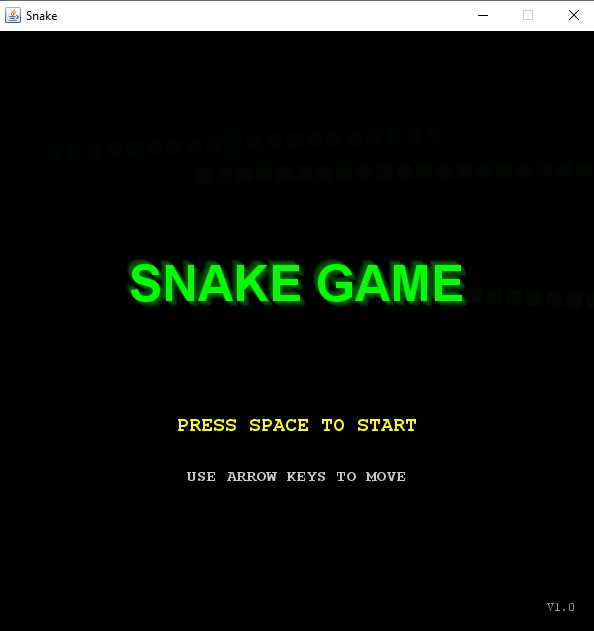 Snake
SNAKE GAME
PRESS SPACE TO START
USE ARROW KEYS TO MOVE
V1.0